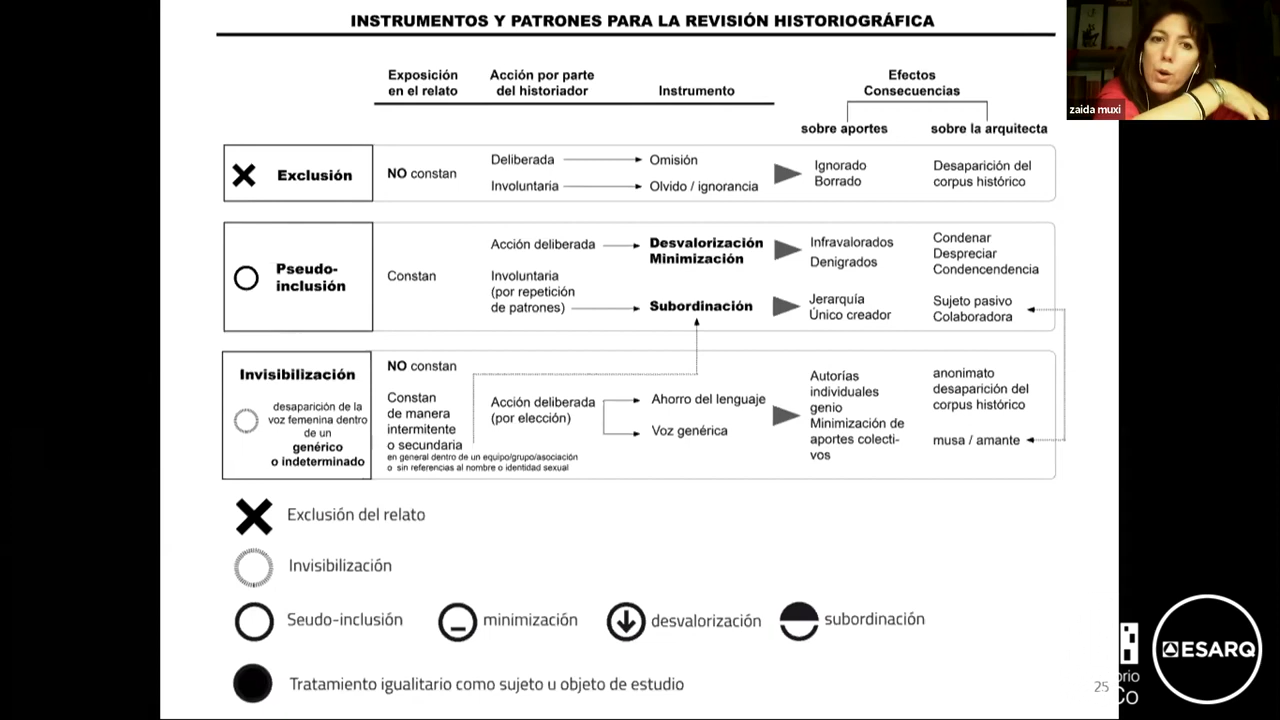 INSTRUMENTOS Y PATRONES PARA LA REVISIÓN HISTORIOGRÁFICA
zaida muxi
Exposición
en el relato
Acción por parte
del historiador
Instrumento
Efectos
Consecuencias
sobre aportes
sobre la arquitecta
Exclusión
NO constan
Deliberada
Involuntaria
Omisión
Olvido / ignorancia
Ignorado
Borrado
Desaparición del
corpus histórico
Pseudo-
inclusión
Constan
Acción deliberada
Involuntaria
(por repetición
de patrones)
Desvalorización
Minimización
Subordinación
Infravalorados
Denigrados
Jerarquía
Único creador
Condenar
Despreciar
Condencendencia
Sujeto pasivo
Colaboradora
Invisibilización
desaparición de la
voz femenina dentro
de un
genérico
o indeterminado
NO constan
Constan
de manera
intermitente
o secundaria
en general dentro de un equipo/grupo/asociación
o sin referencias al nombre o identidad sexual
Acción deliberada
(por elección)
Ahorro del lenguaje
Voz genérica
Autorías
individuales
genio
Minimización de
aportes colecti-
vos
anonimato
desaparición del
corpus histórico
musa / amante
Exclusión del relato
Invisibilización
Seudo-inclusión
minimización
desvalorización
subordinación
Tratamiento igualitario como sujeto u objeto de estudio
25
ESARQ